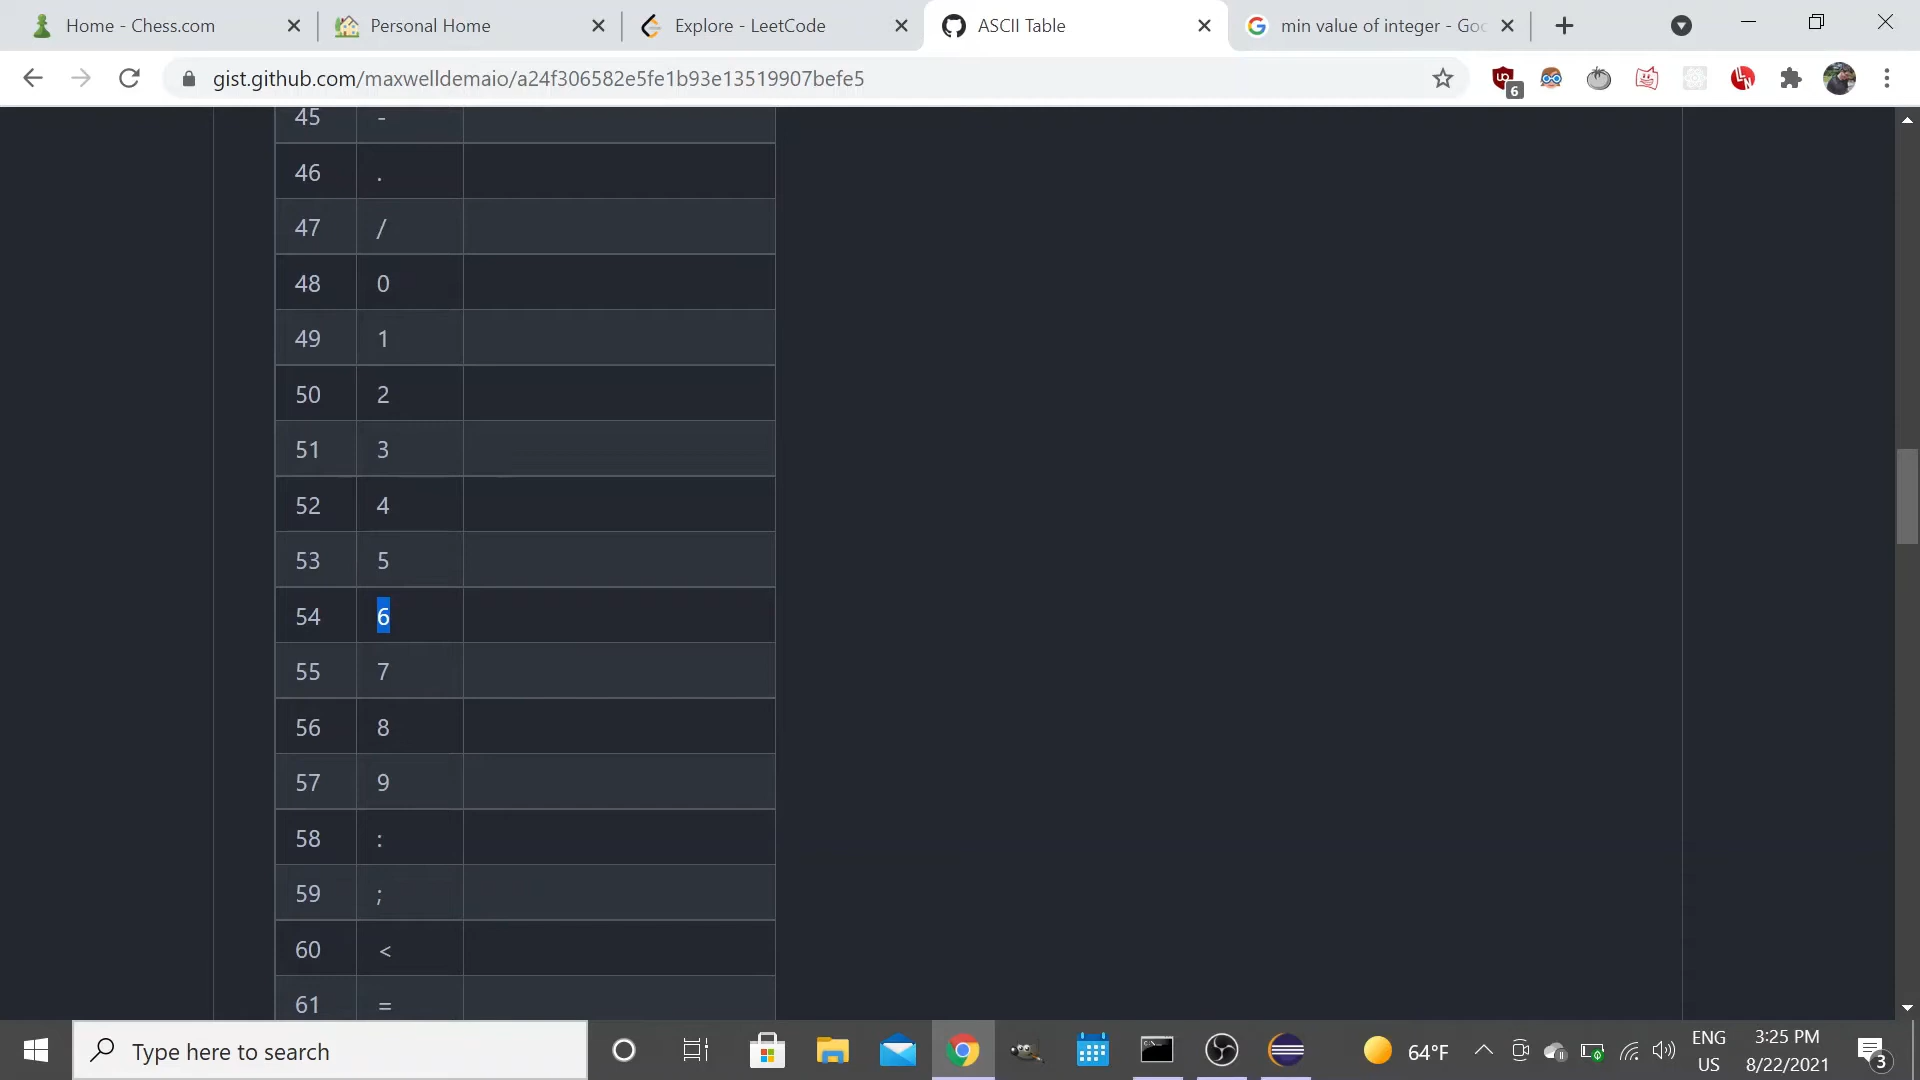 Home - Chess.com
Personal Home
Explore - LeetCode
ASCII Table
min value of integer - Goo
gist.github.com/maxwelldemaio/a24f306582e5fe1b93e13519907befe5
6
45 -
46 .
47 /
48 0
49 1
50 2
51 3
52 4
53 5
54 6
55 7
56 8
57 9
58 :
59 ;
60 <
61 =
Type here to search
64°F
ENG
US
3:25 PM
8/22/2021
3